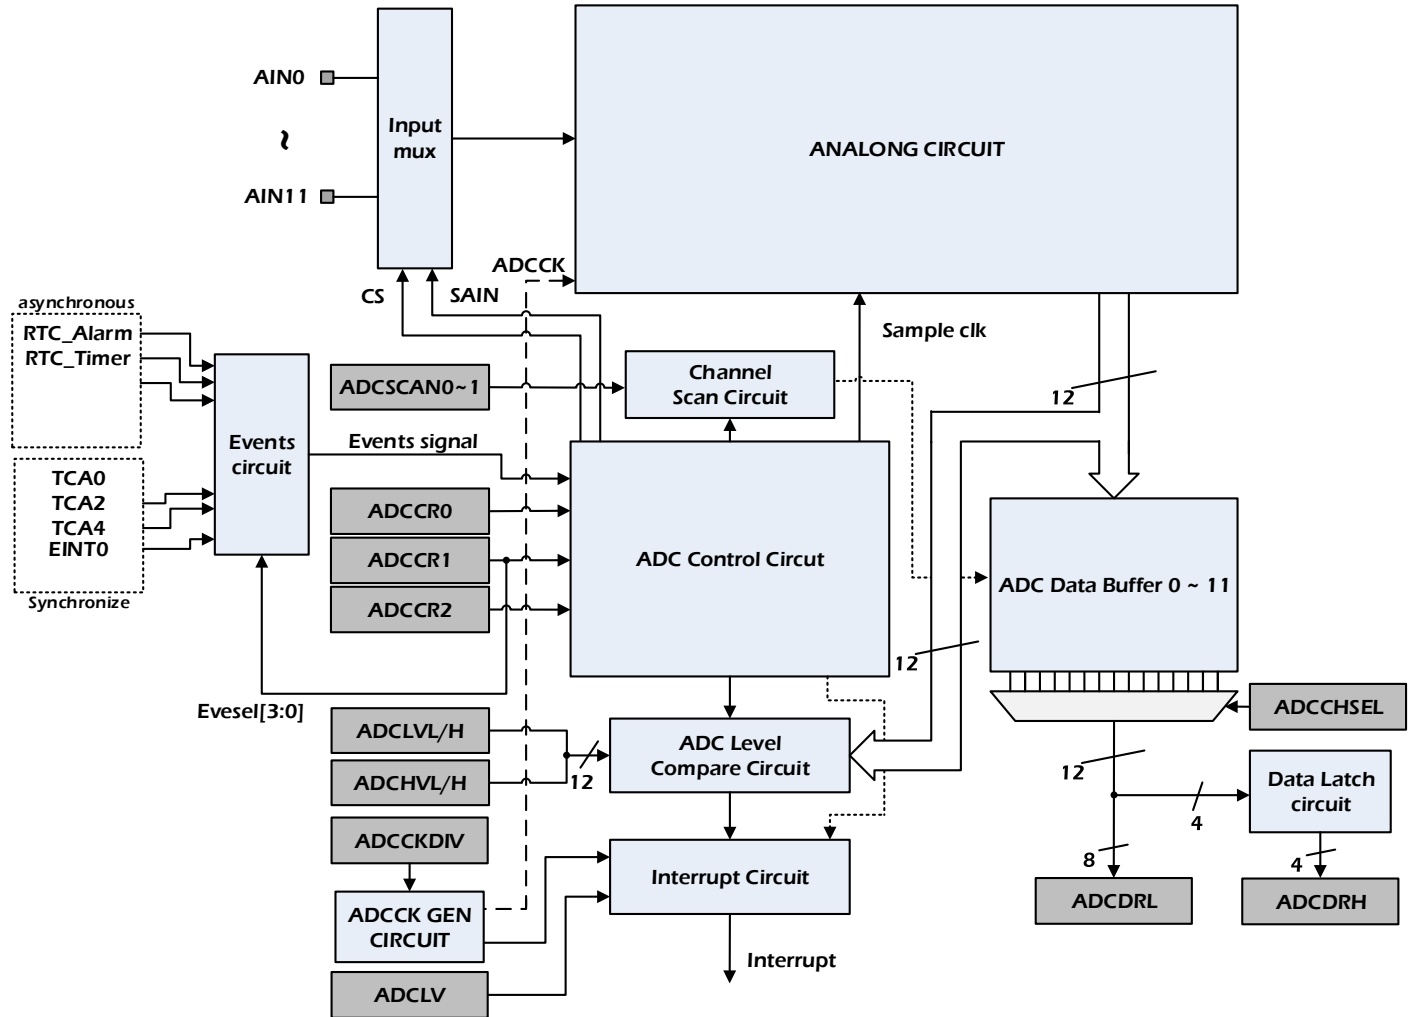 AIN0
~
AIN11
Input
mux
ANALONG CIRCUIT
ADCCK
CS
SAIN
Sample clk
asynchronous
RTC_Alarm
RTC_Timer
Events
circuit
TCA0
TCA2
TCA4
EINT0
Synchronize
ADCSCAN0~1
Channel
Scan Circuit
12
Events signal
ADCCR0
ADCCR1
ADCCR2
ADC Control Circut
ADC Data Buffer 0 ~ 11
12
Evesel[3:0]
ADCCHSEL
ADCLVL/H
ADCHVL/H
12
ADC Level
Compare Circuit
12
Data Latch
circuit
4
8
4
ADCDRL
ADCDRH
ADCCKDIV
ADCCK GEN
CIRCUIT
Interrupt Circuit
ADCLV
Interrupt